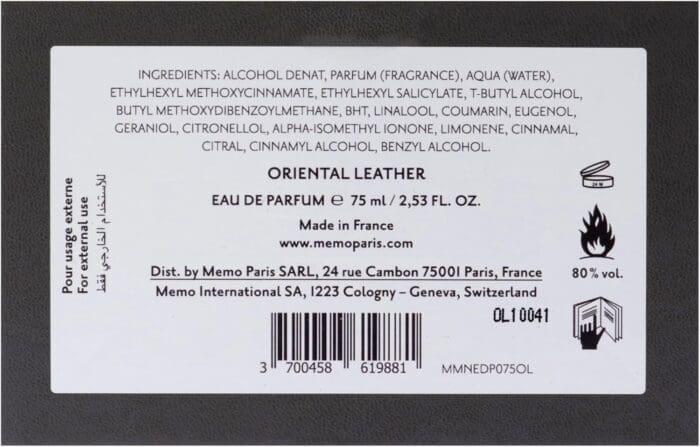 INGREDIENTS: ALCOHOL DENAT, PARFUM (FRAGRANCE), AQUA (WATER),
ETHYLHEXYL METHOXYCINNAMATE, ETHYLHEXYL SALICYLATE, T-BUTYL ALCOHOL,
BUTYL METHOXYDIBENZOYLMETHANE, BHT, LINALOOL, COUMARIN, EUGENOL,
GERANIOL, CITRONELLOL, ALPHA-ISOMETHYL IONONE, LIMONENE, CINNAMAL,
CITRAL, CINNAMYL ALCOHOL, BENZYL ALCOHOL.
ORIENTAL LEATHER
EAU DE PARFUM ℮ 75 ml / 2,53 FL. OZ.
Made in France
www.memoparis.com
Dist. by Memo Paris SARL, 24 rue Cambon 75001 Paris, France
Memo International SA, 1223 Cologny – Geneva, Switzerland
Pour usage externe
For external use
للأستخدام الخارجي فقط
24 M
80% vol.
OL10041
3 700458 619881
MMNEDP075OL